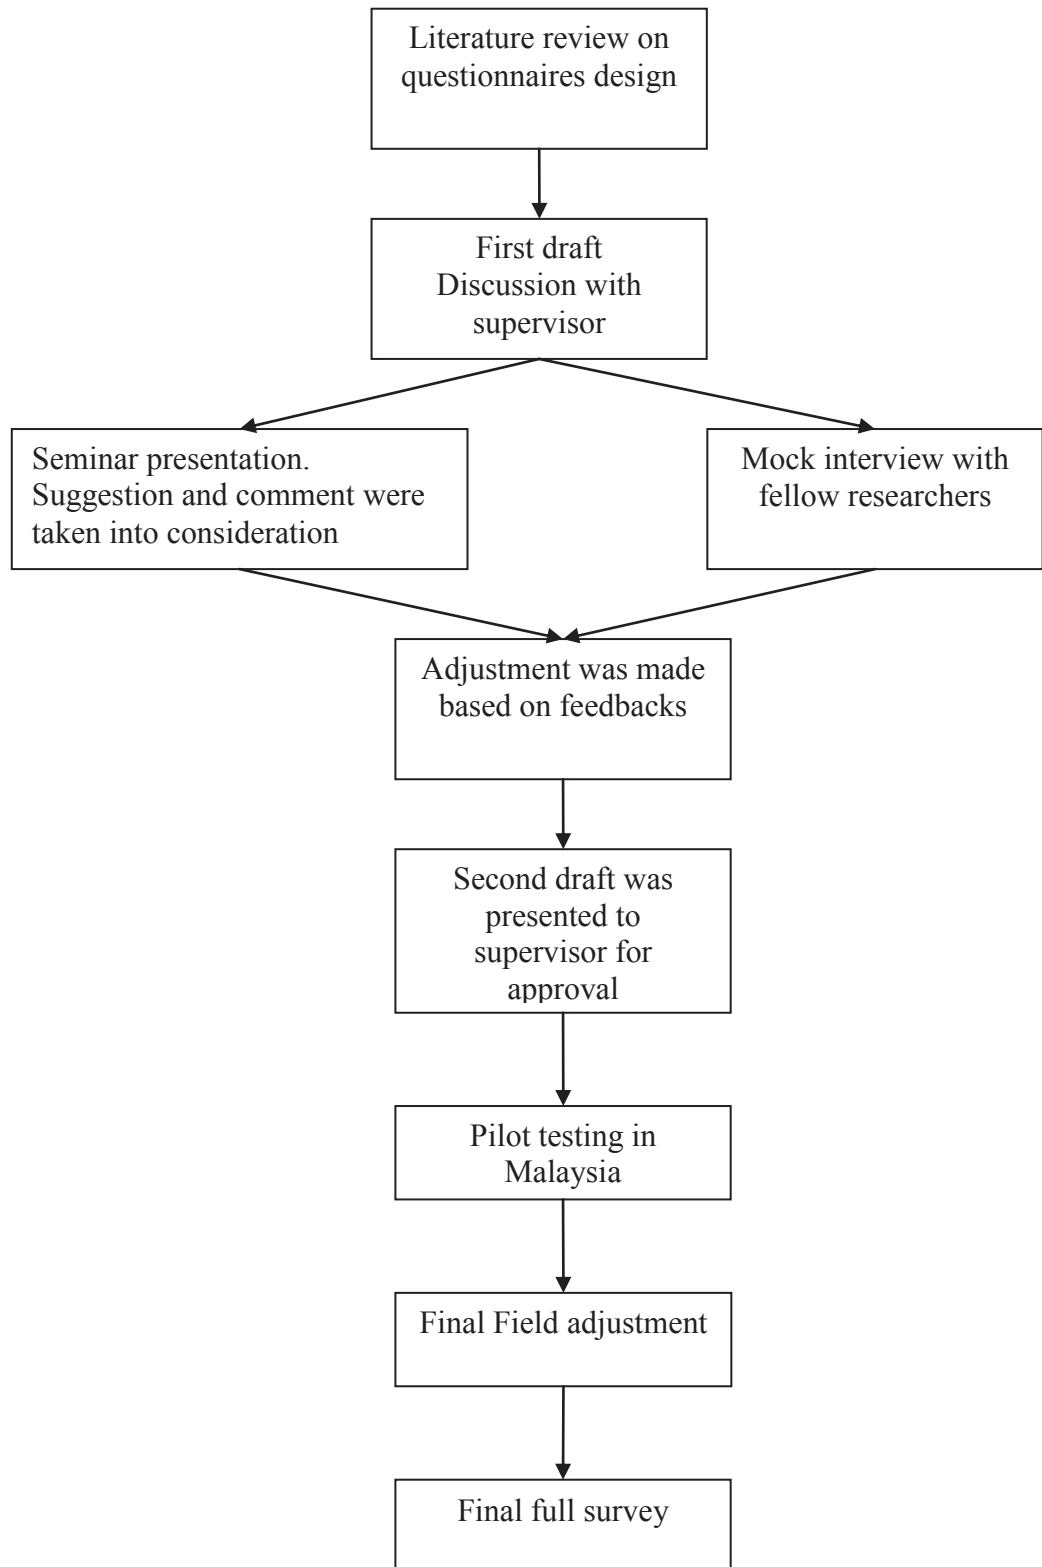 Literature review on
questionnaires design
First draft
Discussion with
supervisor
Seminar presentation.
Suggestion and comment were
taken into consideration
Mock interview with
fellow researchers
Adjustment was made
based on feedbacks
Second draft was
presented to
supervisor for
approval
Pilot testing in
Malaysia
Final Field adjustment
Final full survey